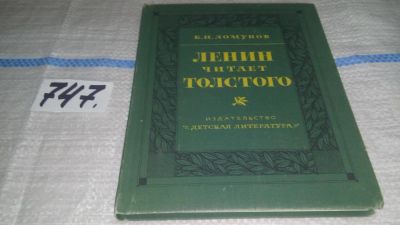 747.
К.Н.ЛОМУНОВ
ЛЕНИН
ЧИТАЕТ
ТОЛСТОГО
ИЗДАТЕЛЬСТВО
"ДЕТСКАЯ ЛИТЕРАТУРА"